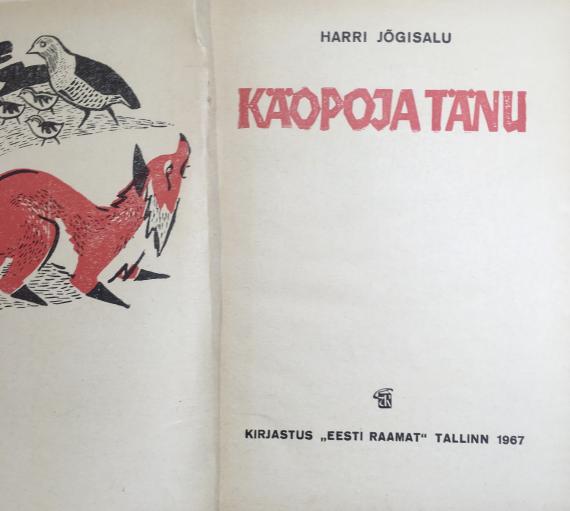 HARRI JÕGISALU
KÄOPOJA TÄNU
KIRJASTUS „EESTI RAAMAT“ TALLINN 1967